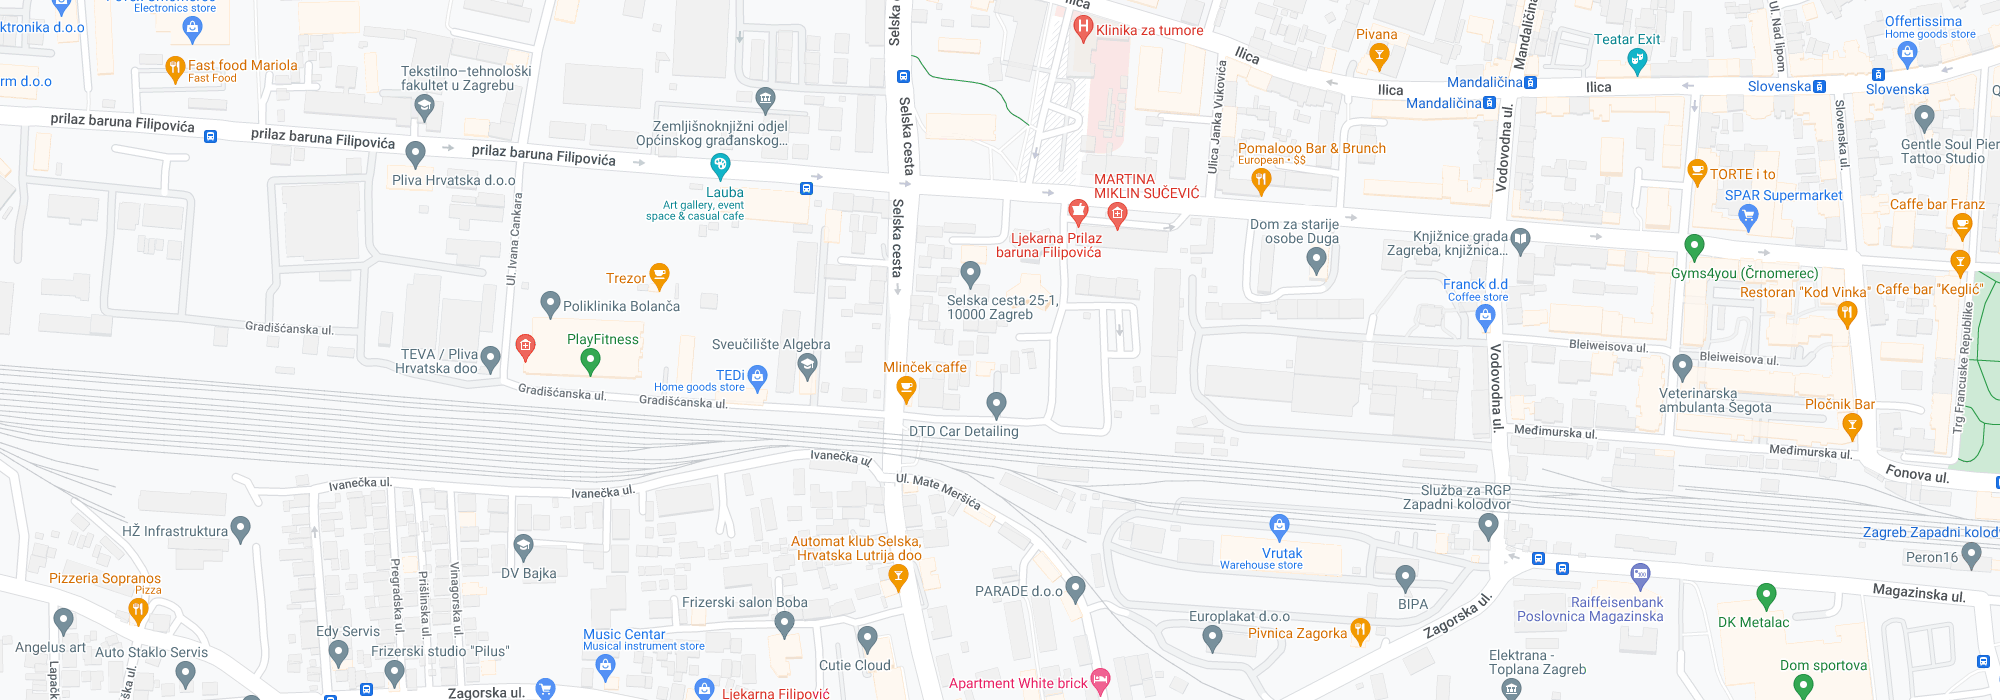 Electronics store
ktronika d.o.o
Fast food Mariola
Fast Food
rm d.o.o
Tekstilno–tehnološki
fakultet u Zagrebu
Selska c
Selska cesta
Selska cesta
Zemljišnoknjižni odjel
Općinskog građanskog...
prilaz baruna Filipovića
prilaz baruna Filipovića
prilaz baruna Filipovića
Pliva Hrvatska d.o.o
Lauba
Art gallery, event
space & casual cafe
Klinika za tumore
Ilica
Ilica
Ilica
Pivana
Teatar Exit
Offertissima
Home goods store
Mandaličina
Mandaličina
Mandaličina
Ul. Nad lipom
Slovenska
Slovenska
Slovenska ul.
Gentle Soul Pier
Tattoo Studio
Ulica Janka Vukovića
Vodovodna ul.
Pomalooo Bar & Brunch
European • $$
MARTINA
MIKLIN SUČEVIĆ
Ljekarna Prilaz
baruna Filipovića
Dom za starije
osobe Duga
Knjižnice grada
Zagreba, knjižnica...
TORTE i to
SPAR Supermarket
Caffe bar Franz
Gyms4you (Črnomerec)
Restoran "Kod Vinka"
Caffe bar "Keglić"
Franck d.d
Coffee store
Ul. Ivana Cankara
Trezor
Poliklinika Bolanča
Selska cesta 25-1,
10000 Zagreb
Gradišćanska ul.
PlayFitness
TEVA / Pliva
Hrvatska doo
Sveučilište Algebra
TEDi
Home goods store
Mlinček caffe
Gradišćanska ul.
Gradišćanska ul.
DTD Car Detailing
Bleiweisova ul.
Bleiweisova ul.
Vodovodna ul.
Veterinarska
ambulanta Šegota
Pločnik Bar
Trg Francuske Republike
Međimurska ul.
Međimurska ul.
Fonova ul.
Ivanečka ul.
Ivanečka ul.
Ivanečka ul.
Ul. Mate Meršića
Služba za RGP
Zapadni kolodvor
HŽ Infrastruktura
DV Bajka
Automat klub Selska,
Hrvatska Lutrija doo
Vrutak
Warehouse store
Zagreb Zapadni kolodv
Peron16
Pizzeria Sopranos
Pizza
Pregradska ul.
Prišlinska ul.
Vinagorska ul.
PARADE d.o.o
BIPA
Raiffeisenbank
Poslovnica Magazinska
Magazinska ul.
DK Metalac
Frizerski salon Boba
Europlakat d.o.o
Pivnica Zagorka
Zagorska ul.
Angelus art
Edy Servis
Auto Staklo Servis
Frizerski studio "Pilus"
Music Centar
Musical instrument store
Cutie Cloud
Elektrana -
Toplana Zagreb
Dom sportova
Apartment White brick
Zagorska ul.
Ljekarna Filipović